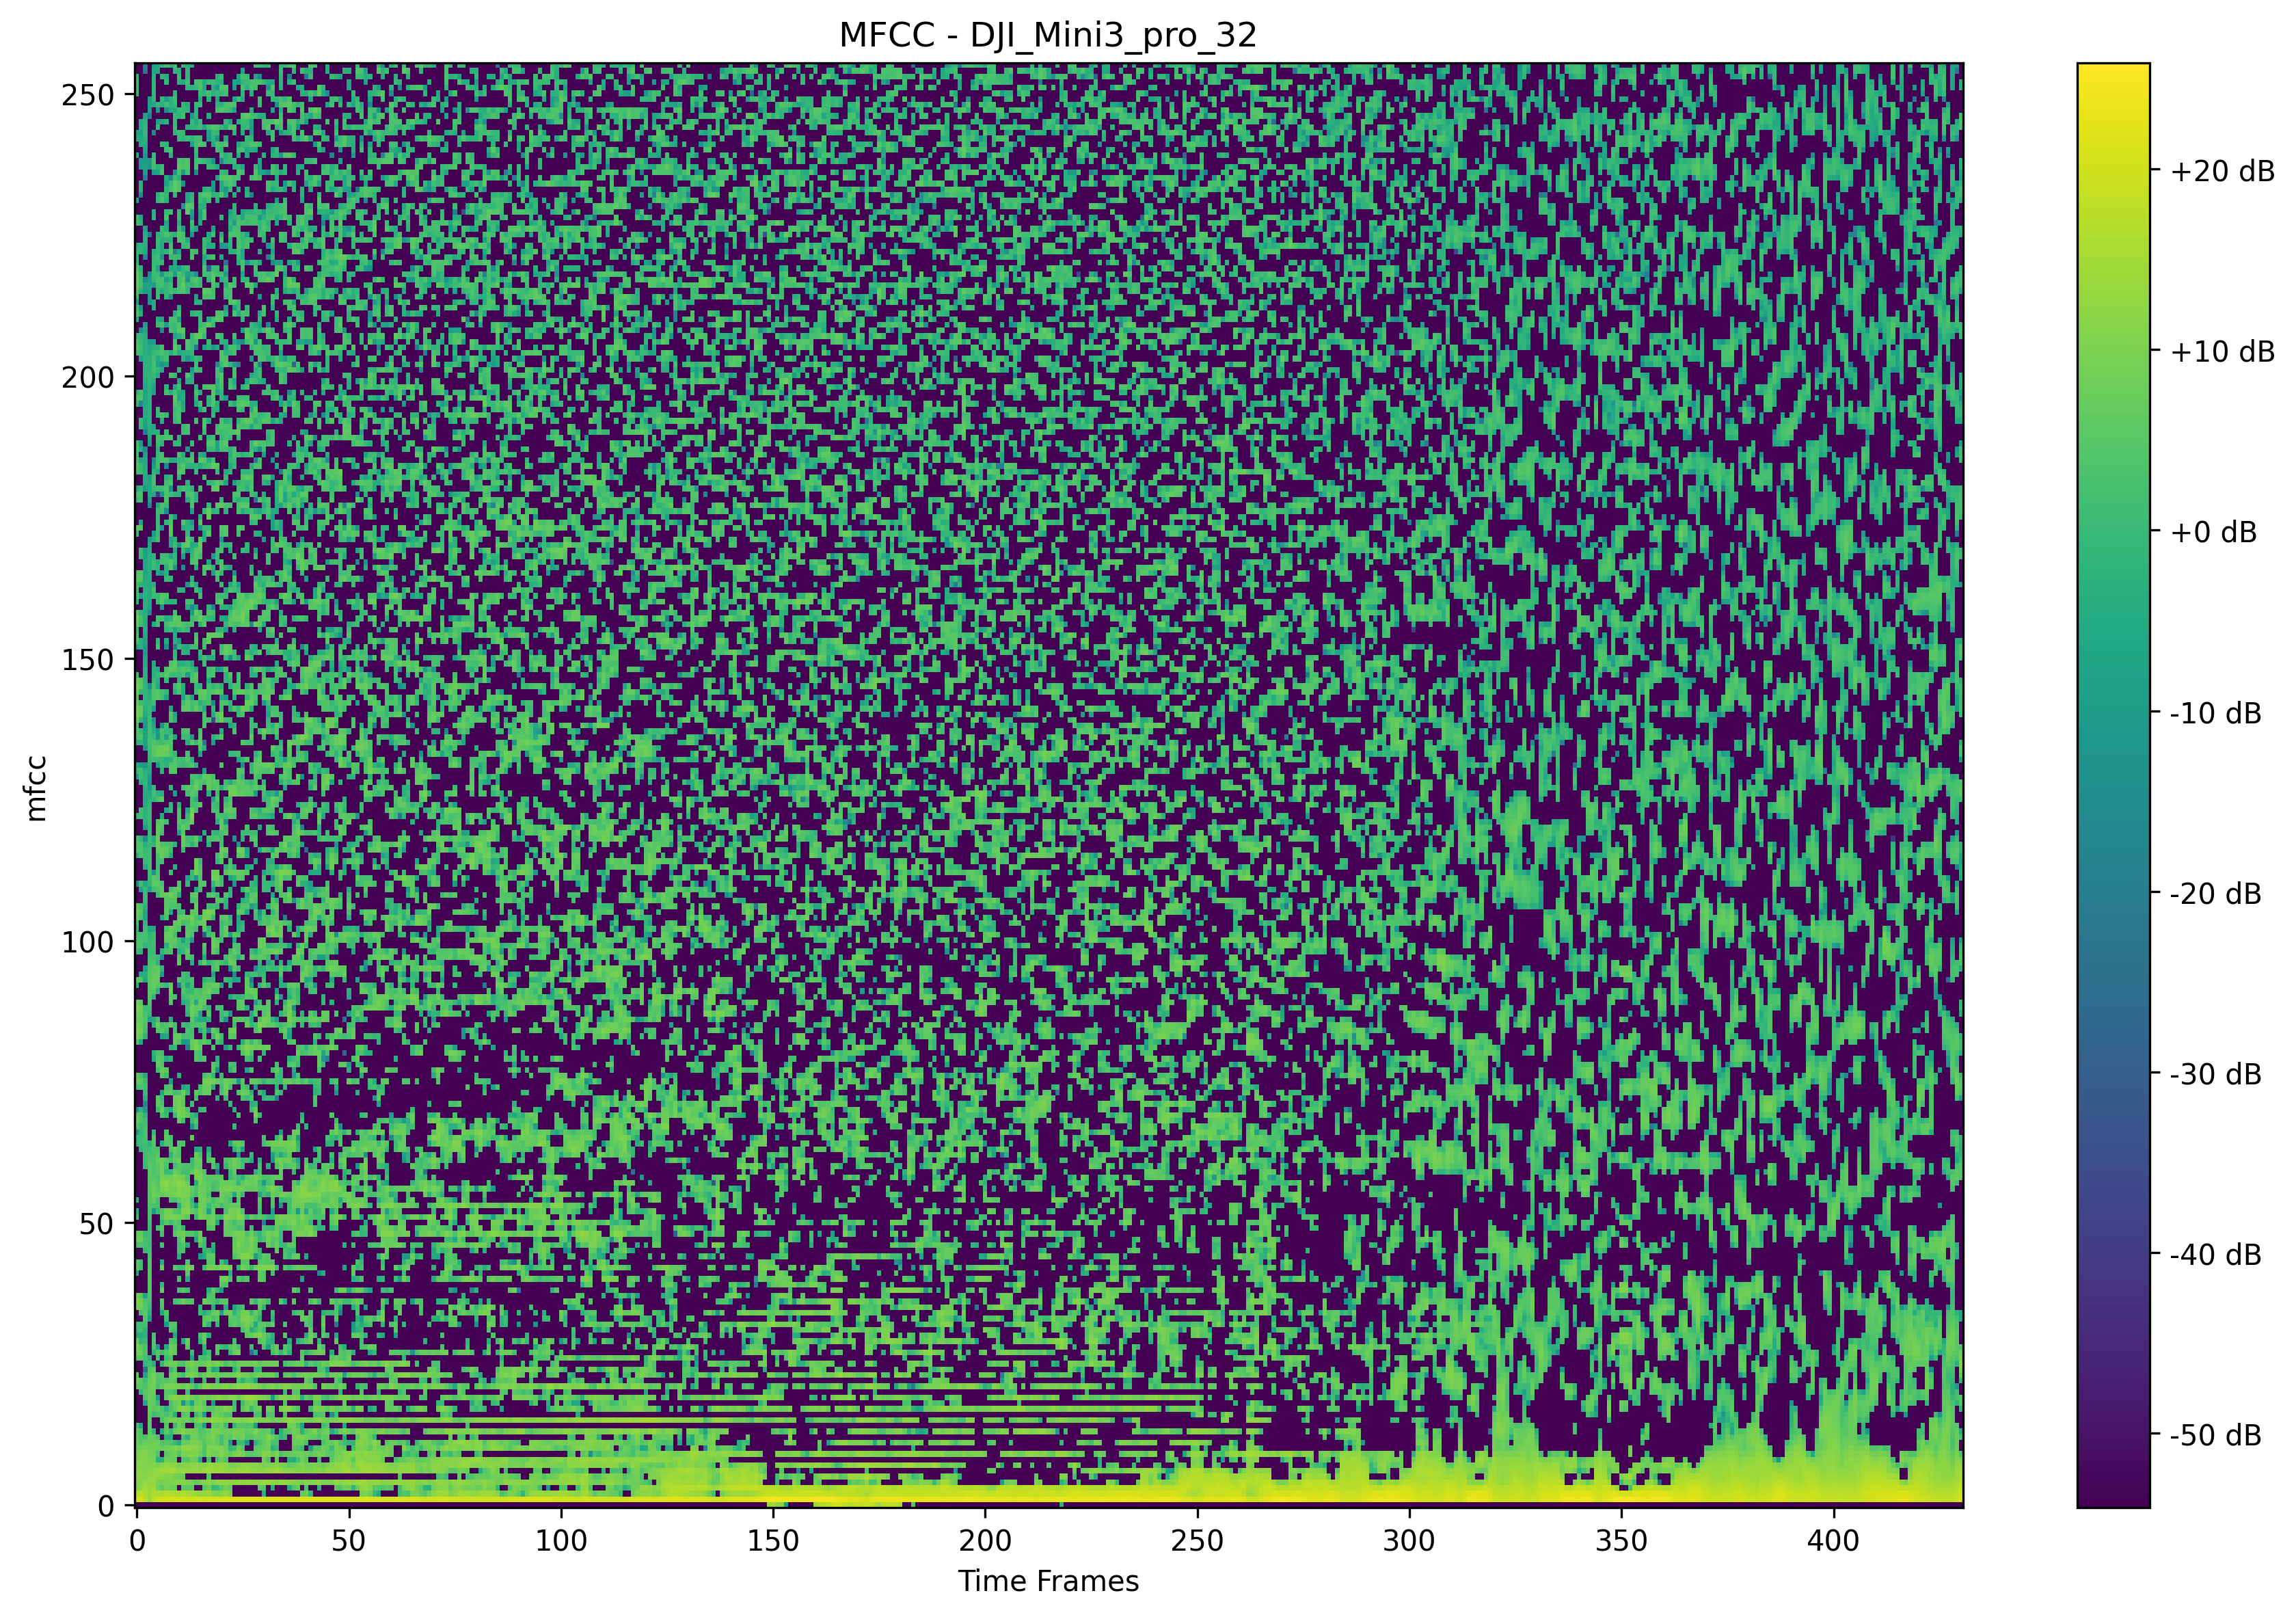 MFCC - DJI_Mini3_pro_32
250
200
150
100
50
0
mfcc
0 50 100 150 200 250 300 350 400
Time Frames
+20 dB
+10 dB
+0 dB
-10 dB
-20 dB
-30 dB
-40 dB
-50 dB